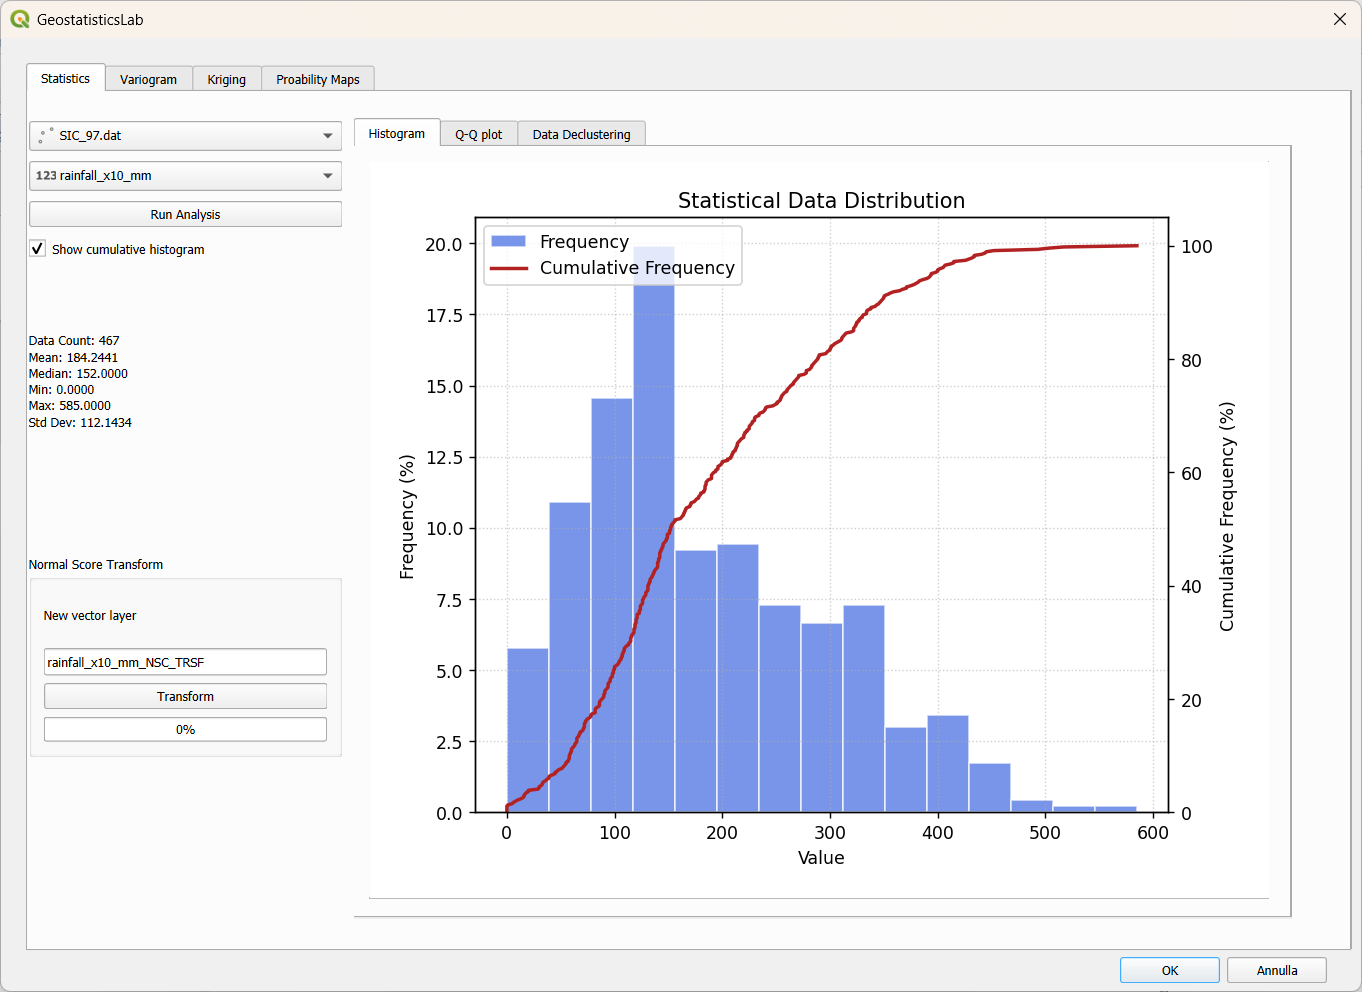 GeostatisticsLab
Statistics
Variogram
Kriging
Proability Maps
SIC_97.dat
123 rainfall_x10_mm
Run Analysis
Show cumulative histogram
Data Count: 467
Mean: 184.2441
Median: 152.0000
Min: 0.0000
Max: 585.0000
Std Dev: 112.1434
Normal Score Transform
New vector layer
rainfall_x10_mm_NSC_TRSF
Transform
0%
Histogram
Q-Q plot
Data Declustering
Statistical Data Distribution
Frequency
Cumulative Frequency
Frequency (%)
20.0
17.5
15.0
12.5
10.0
7.5
5.0
2.5
0.0
0
100
200
300
400
500
600
Value
100
80
60
40
20
0
Cumulative Frequency (%)
OK
Annulla